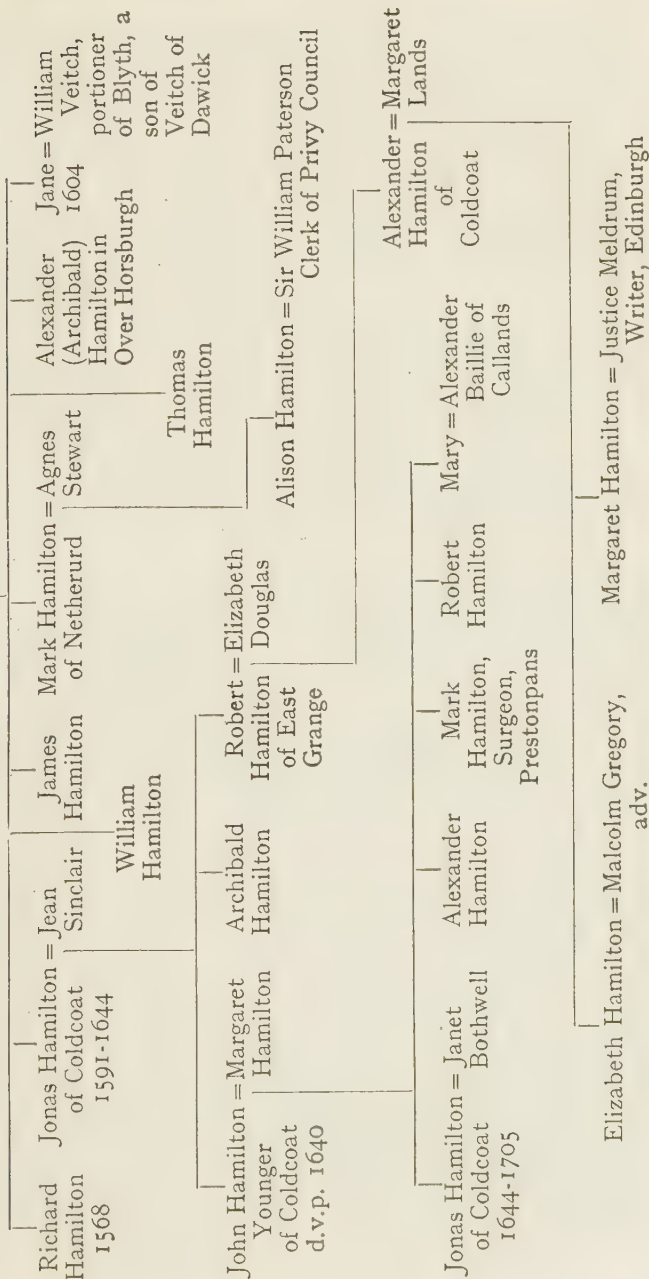 Richard
Hamilton
1568
Jonas Hamilton = Jean
of Coldcoat Sinclair
1591-1644
William
Hamilton
James
Hamilton
Mark Hamilton = Agnes
of Netherurd Stewart
Thomas
Hamilton
Alexander
(Archibald)
Hamilton in
Over Horsburgh
Jane = William
1604 Veitch,
portioner
of Blyth, a
son of
Veitch of
Dawick
Alison Hamilton = Sir William Paterson
Clerk of Privy Council
John Hamilton = Margaret
Younger Hamilton
of Coldcoat
d.v.p. 1640
Archibald
Hamilton
Robert = Elizabeth
Hamilton Douglas
of East
Grange
Alexander = Margaret
Hamilton Lands
of
Coldcoat
Jonas Hamilton = Janet
of Coldcoat Bothwell
1644-1705
Alexander
Hamilton
Mark
Hamilton,
Surgeon,
Prestonpans
Robert
Hamilton
Mary = Alexander
Baillie of
Callands
Elizabeth Hamilton = Malcolm Gregory,
adv.
Margaret Hamilton = Justice Meldrum,
Writer, Edinburgh